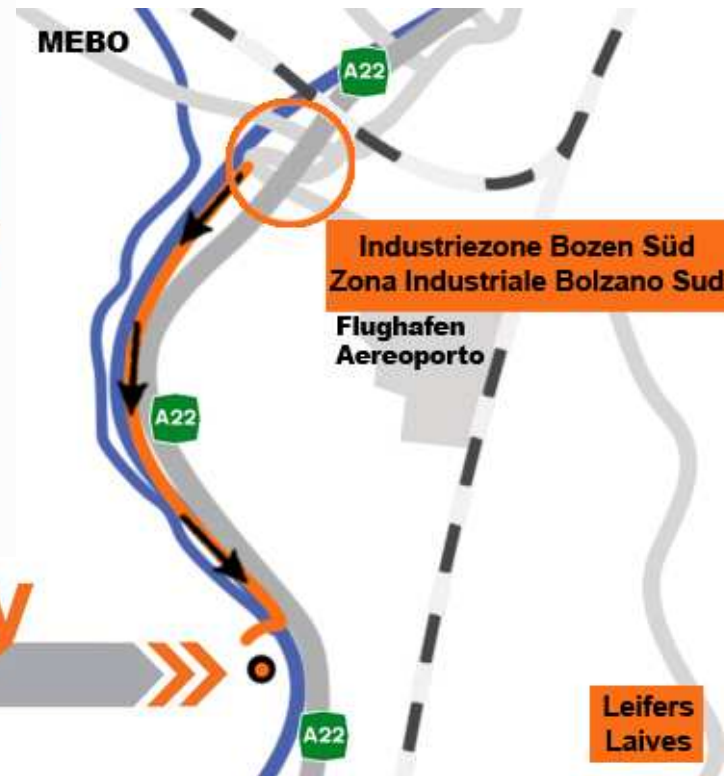 MEBO
A22
Industriezone Bozen Süd
Zona Industriale Bolzano Sud
Flughafen
Aereoporto
A22
Leifers
Laives
A22